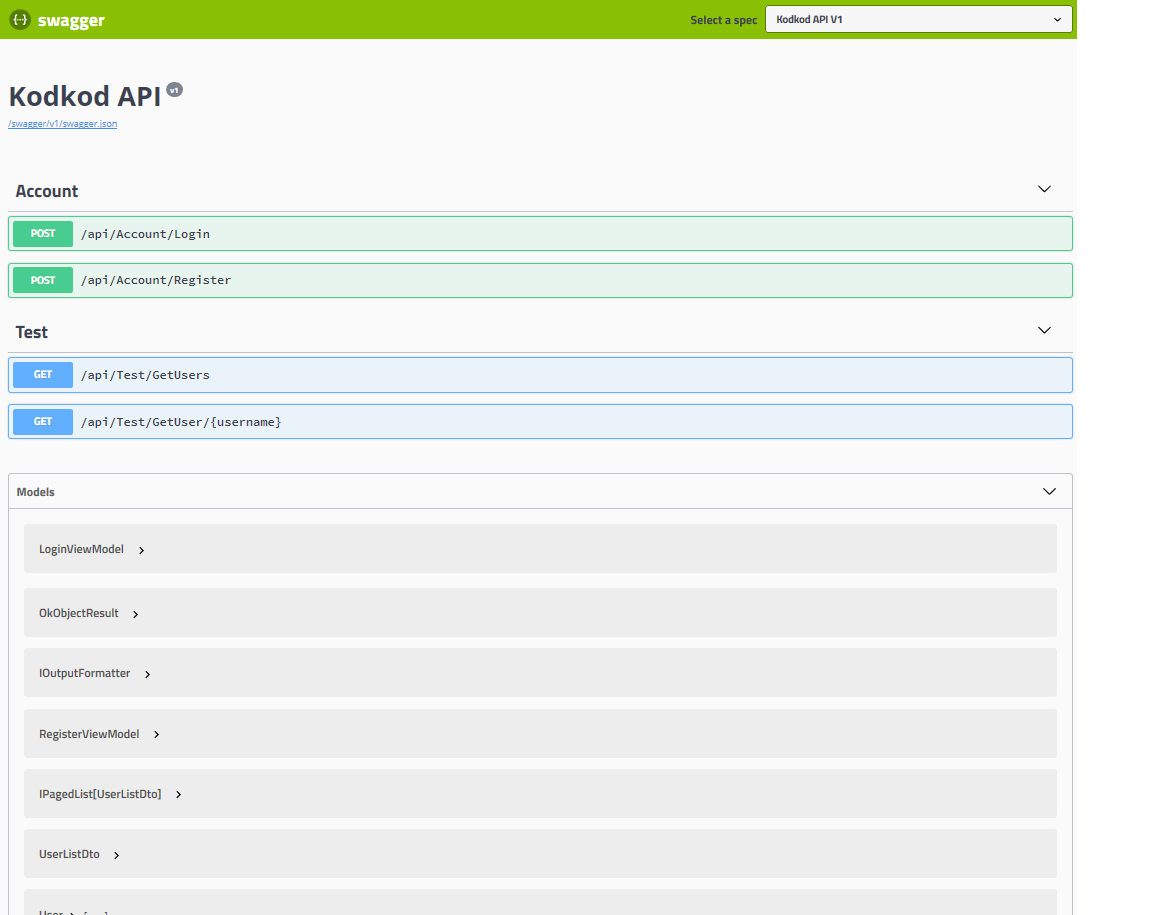 {···} swagger
Select a spec Kodkod API V1
Kodkod API v1
/swagger/v1/swagger.json
Account
POST /api/Account/Login
POST /api/Account/Register
Test
GET /api/Test/GetUsers
GET /api/Test/GetUser/{username}
Models
LoginViewModel
OkObjectResult
IOutputFormatter
RegisterViewModel
IPagedList[UserListDto]
UserListDto
User